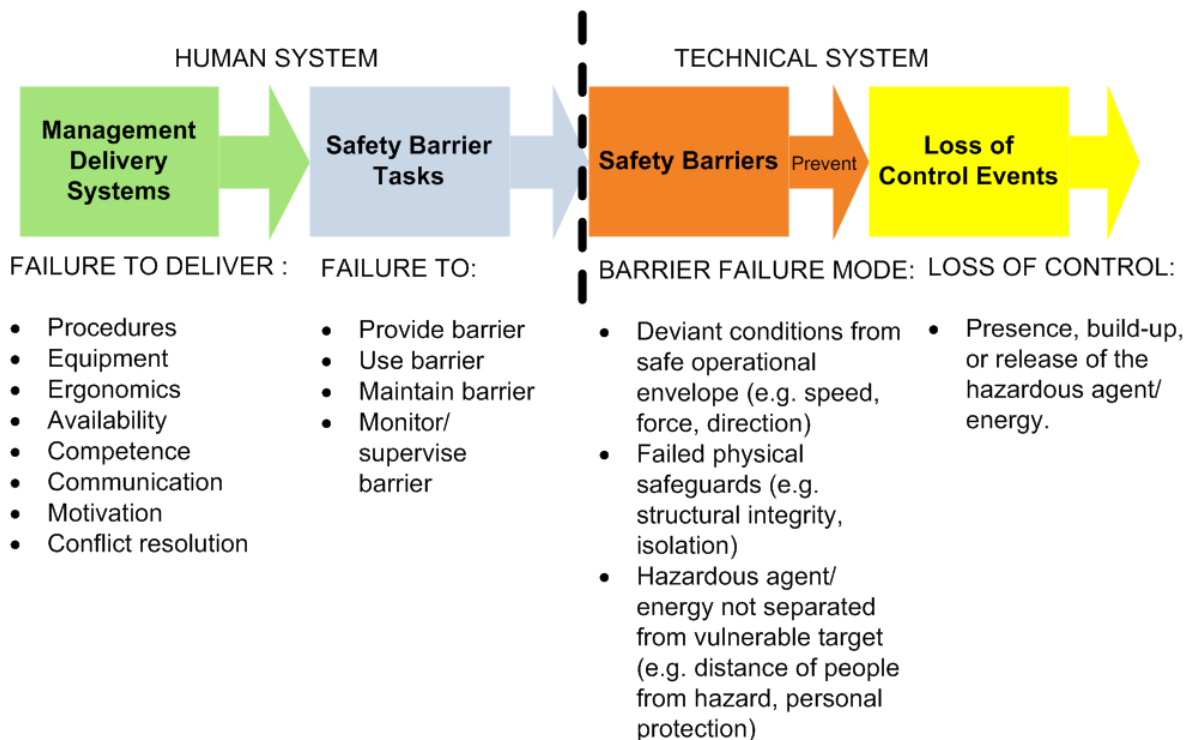 HUMAN SYSTEM
TECHNICAL SYSTEM
Management
Delivery
Systems
Safety Barrier
Tasks
Safety Barriers
Prevent
Loss of
Control Events
FAILURE TO DELIVER :
• Procedures
• Equipment
• Ergonomics
• Availability
• Competence
• Communication
• Motivation
• Conflict resolution
FAILURE TO:
• Provide barrier
• Use barrier
• Maintain barrier
• Monitor/
supervise
barrier
BARRIER FAILURE MODE:
• Deviant conditions from
safe operational
envelope (e.g. speed,
force, direction)
• Failed physical
safeguards (e.g.
structural integrity,
isolation)
• Hazardous agent/
energy not separated
from vulnerable target
(e.g. distance of people
from hazard, personal
protection)
LOSS OF CONTROL:
• Presence, build-up,
or release of the
hazardous agent/
energy.